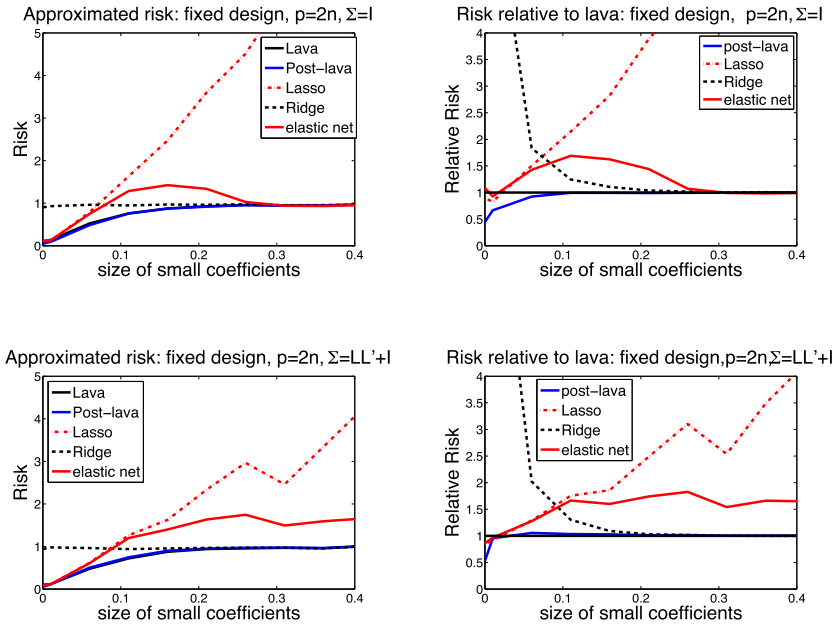 Approximated risk: fixed design, p=2n, Σ=I
5
4
3
2
1
0
0
0.1
0.2
0.3
0.4
Risk
size of small coefficients
Lava
Post−lava
Lasso
Ridge
elastic net
Risk relative to lava: fixed design, p=2n, Σ=I
4
3.5
3
2.5
2
1.5
1
0.5
0
0
0.1
0.2
0.3
0.4
Relative Risk
size of small coefficients
post−lava
Lasso
Ridge
elastic net
Approximated risk: fixed design, p=2n, Σ=LL'+I
5
4
3
2
1
0
0
0.1
0.2
0.3
0.4
Risk
size of small coefficients
Lava
Post−lava
Lasso
Ridge
elastic net
Risk relative to lava: fixed design,p=2n,Σ=LL'+I
4
3.5
3
2.5
2
1.5
1
0.5
0
0
0.1
0.2
0.3
0.4
Relative Risk
size of small coefficients
post−lava
Lasso
Ridge
elastic net